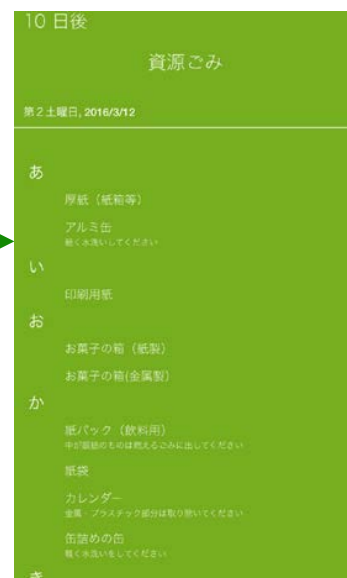 10 日後
資源ごみ
第２土曜日, 2016/3/12
あ
厚紙（紙箱等）
アルミ缶
軽く水洗いしてください
い
印刷用紙
お
お菓子の箱（紙製）
お菓子の箱(金属製)
か
紙パック（飲料用）
中が銀紙のものは燃えるごみに出してください
紙袋
カレンダー
金属・プラスチック部分は取り除いてください
缶詰めの缶
軽く水洗いをしてください
き